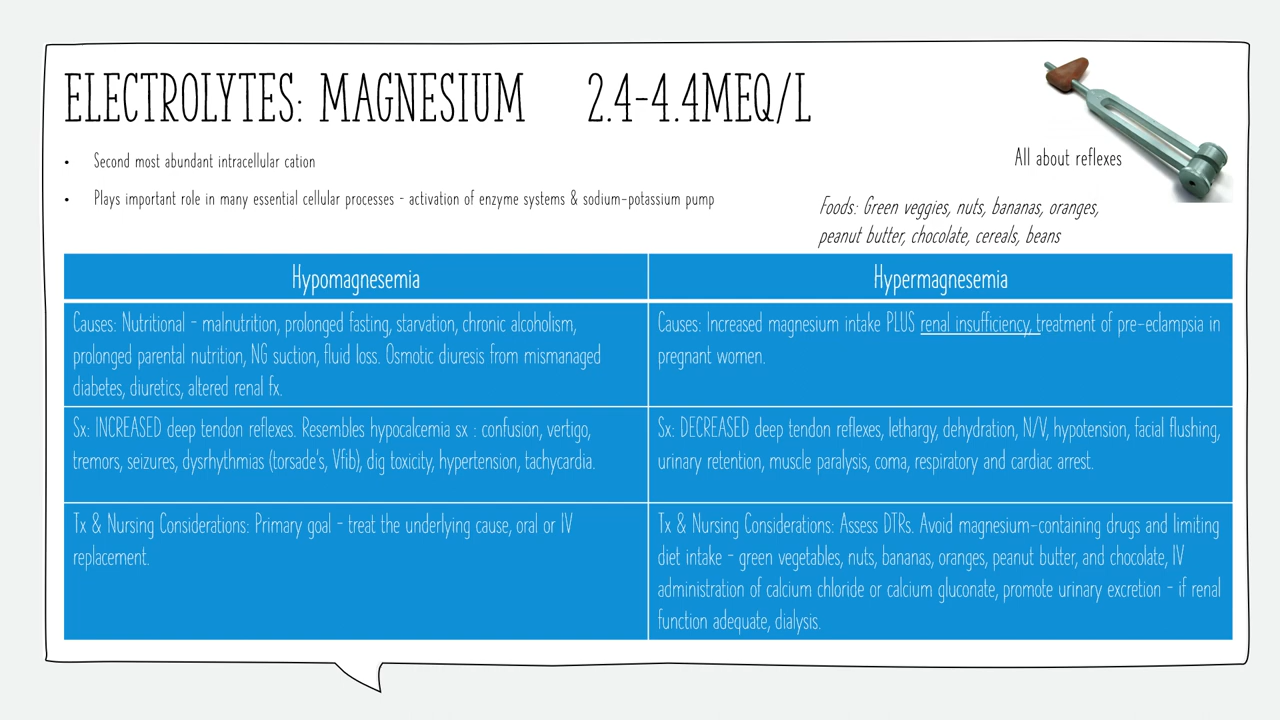 ELECTROLYTES: MAGNESIUM 2.4-4.4MEQ/L
• Second most abundant intracellular cation
• Plays important role in many essential cellular processes - activation of enzyme systems & sodium-potassium pump
All about reflexes
Foods: Green veggies, nuts, bananas, oranges,
peanut butter, chocolate, cereals, beans
Hypomagnesemia
Hypermagnesemia
Causes: Nutritional - malnutrition, prolonged fasting, starvation, chronic alcoholism,
prolonged parental nutrition, NG suction, fluid loss. Osmotic diuresis from mismanaged
diabetes, diuretics, altered renal fx.
Causes: Increased magnesium intake PLUS renal insufficiency, treatment of pre-eclampsia in
pregnant women.
Sx: INCREASED deep tendon reflexes. Resembles hypocalcemia sx : confusion, vertigo,
tremors, seizures, dysrhythmias (torsade's, Vfib), dig toxicity, hypertension, tachycardia.
Sx: DECREASED deep tendon reflexes, lethargy, dehydration, N/V, hypotension, facial flushing,
urinary retention, muscle paralysis, coma, respiratory and cardiac arrest.
Tx & Nursing Considerations: Primary goal - treat the underlying cause, oral or IV
replacement.
Tx & Nursing Considerations: Assess DTRs. Avoid magnesium-containing drugs and limiting
diet intake - green vegetables, nuts, bananas, oranges, peanut butter, and chocolate, IV
administration of calcium chloride or calcium gluconate, promote urinary excretion - if renal
function adequate, dialysis.